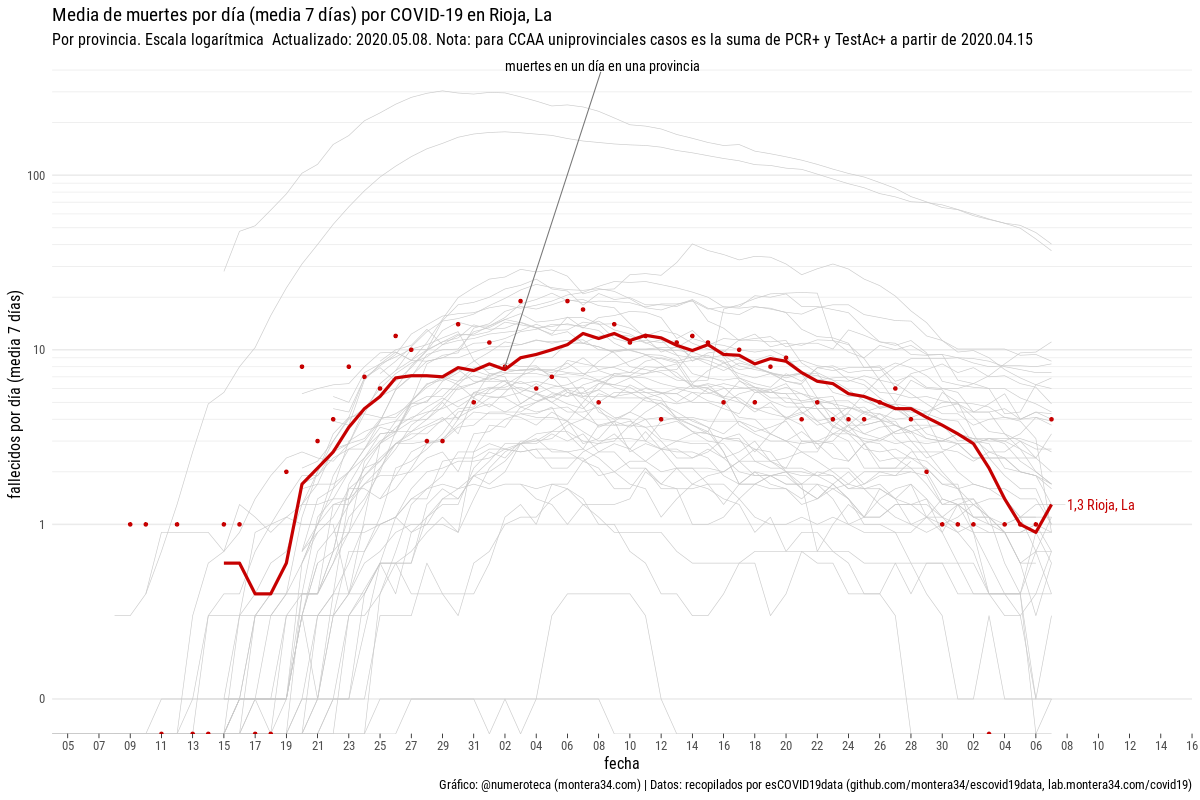 Media de muertes por día (media 7 días) por COVID-19 en Rioja, La
Por provincia. Escala logarítmica  Actualizado: 2020.05.08. Nota: para CCAA uniprovinciales casos es la suma de PCR+ y TestAc+ a partir de 2020.04.15
muertes en un día en una provincia
fallecidos por día (media 7 días)
100
10
1
0
1,3 Rioja, La
05 07 09 11 13 15 17 19 21 23 25 27 29 31 02 04 06 08 10 12 14 16 18 20 22 24 26 28 30 02 04 06 08 10 12 14 16
fecha
Gráfico: @numeroteca (montera34.com) | Datos: recopilados por esCOVID19data (github.com/montera34/escovid19data, lab.montera34.com/covid19)